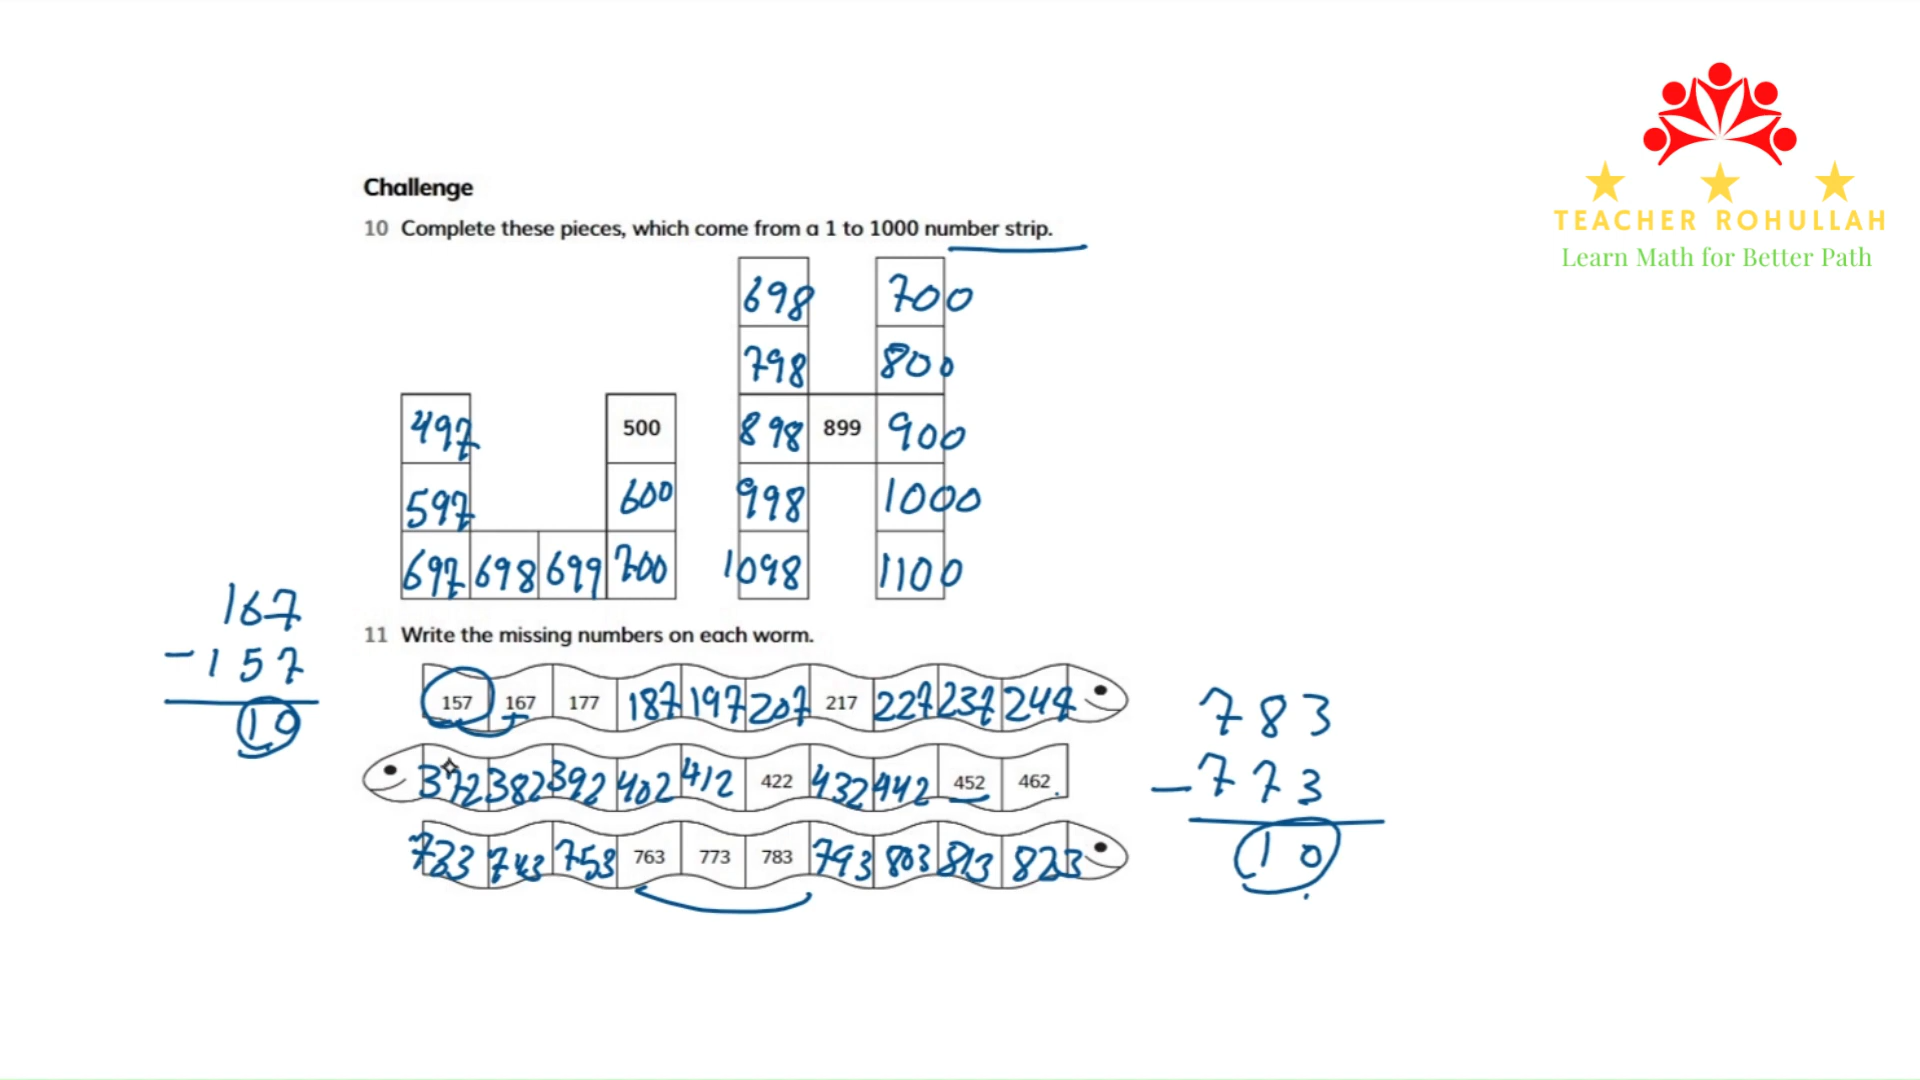 TEACHER ROHULLAH
Learn Math for Better Path
Challenge
10 Complete these pieces, which come from a 1 to 1000 number strip.
698 700
798 800
497 500 898 899 900
597 600 998 1000
697 698 699 700 1098 1100
167
- 157
10
11 Write the missing numbers on each worm.
157 167 177 187 197 207 217 227 237 247
372 382 392 402 412 422 432 442 452 462
733 743 753 763 773 783 793 803 813 823
783
- 773
10